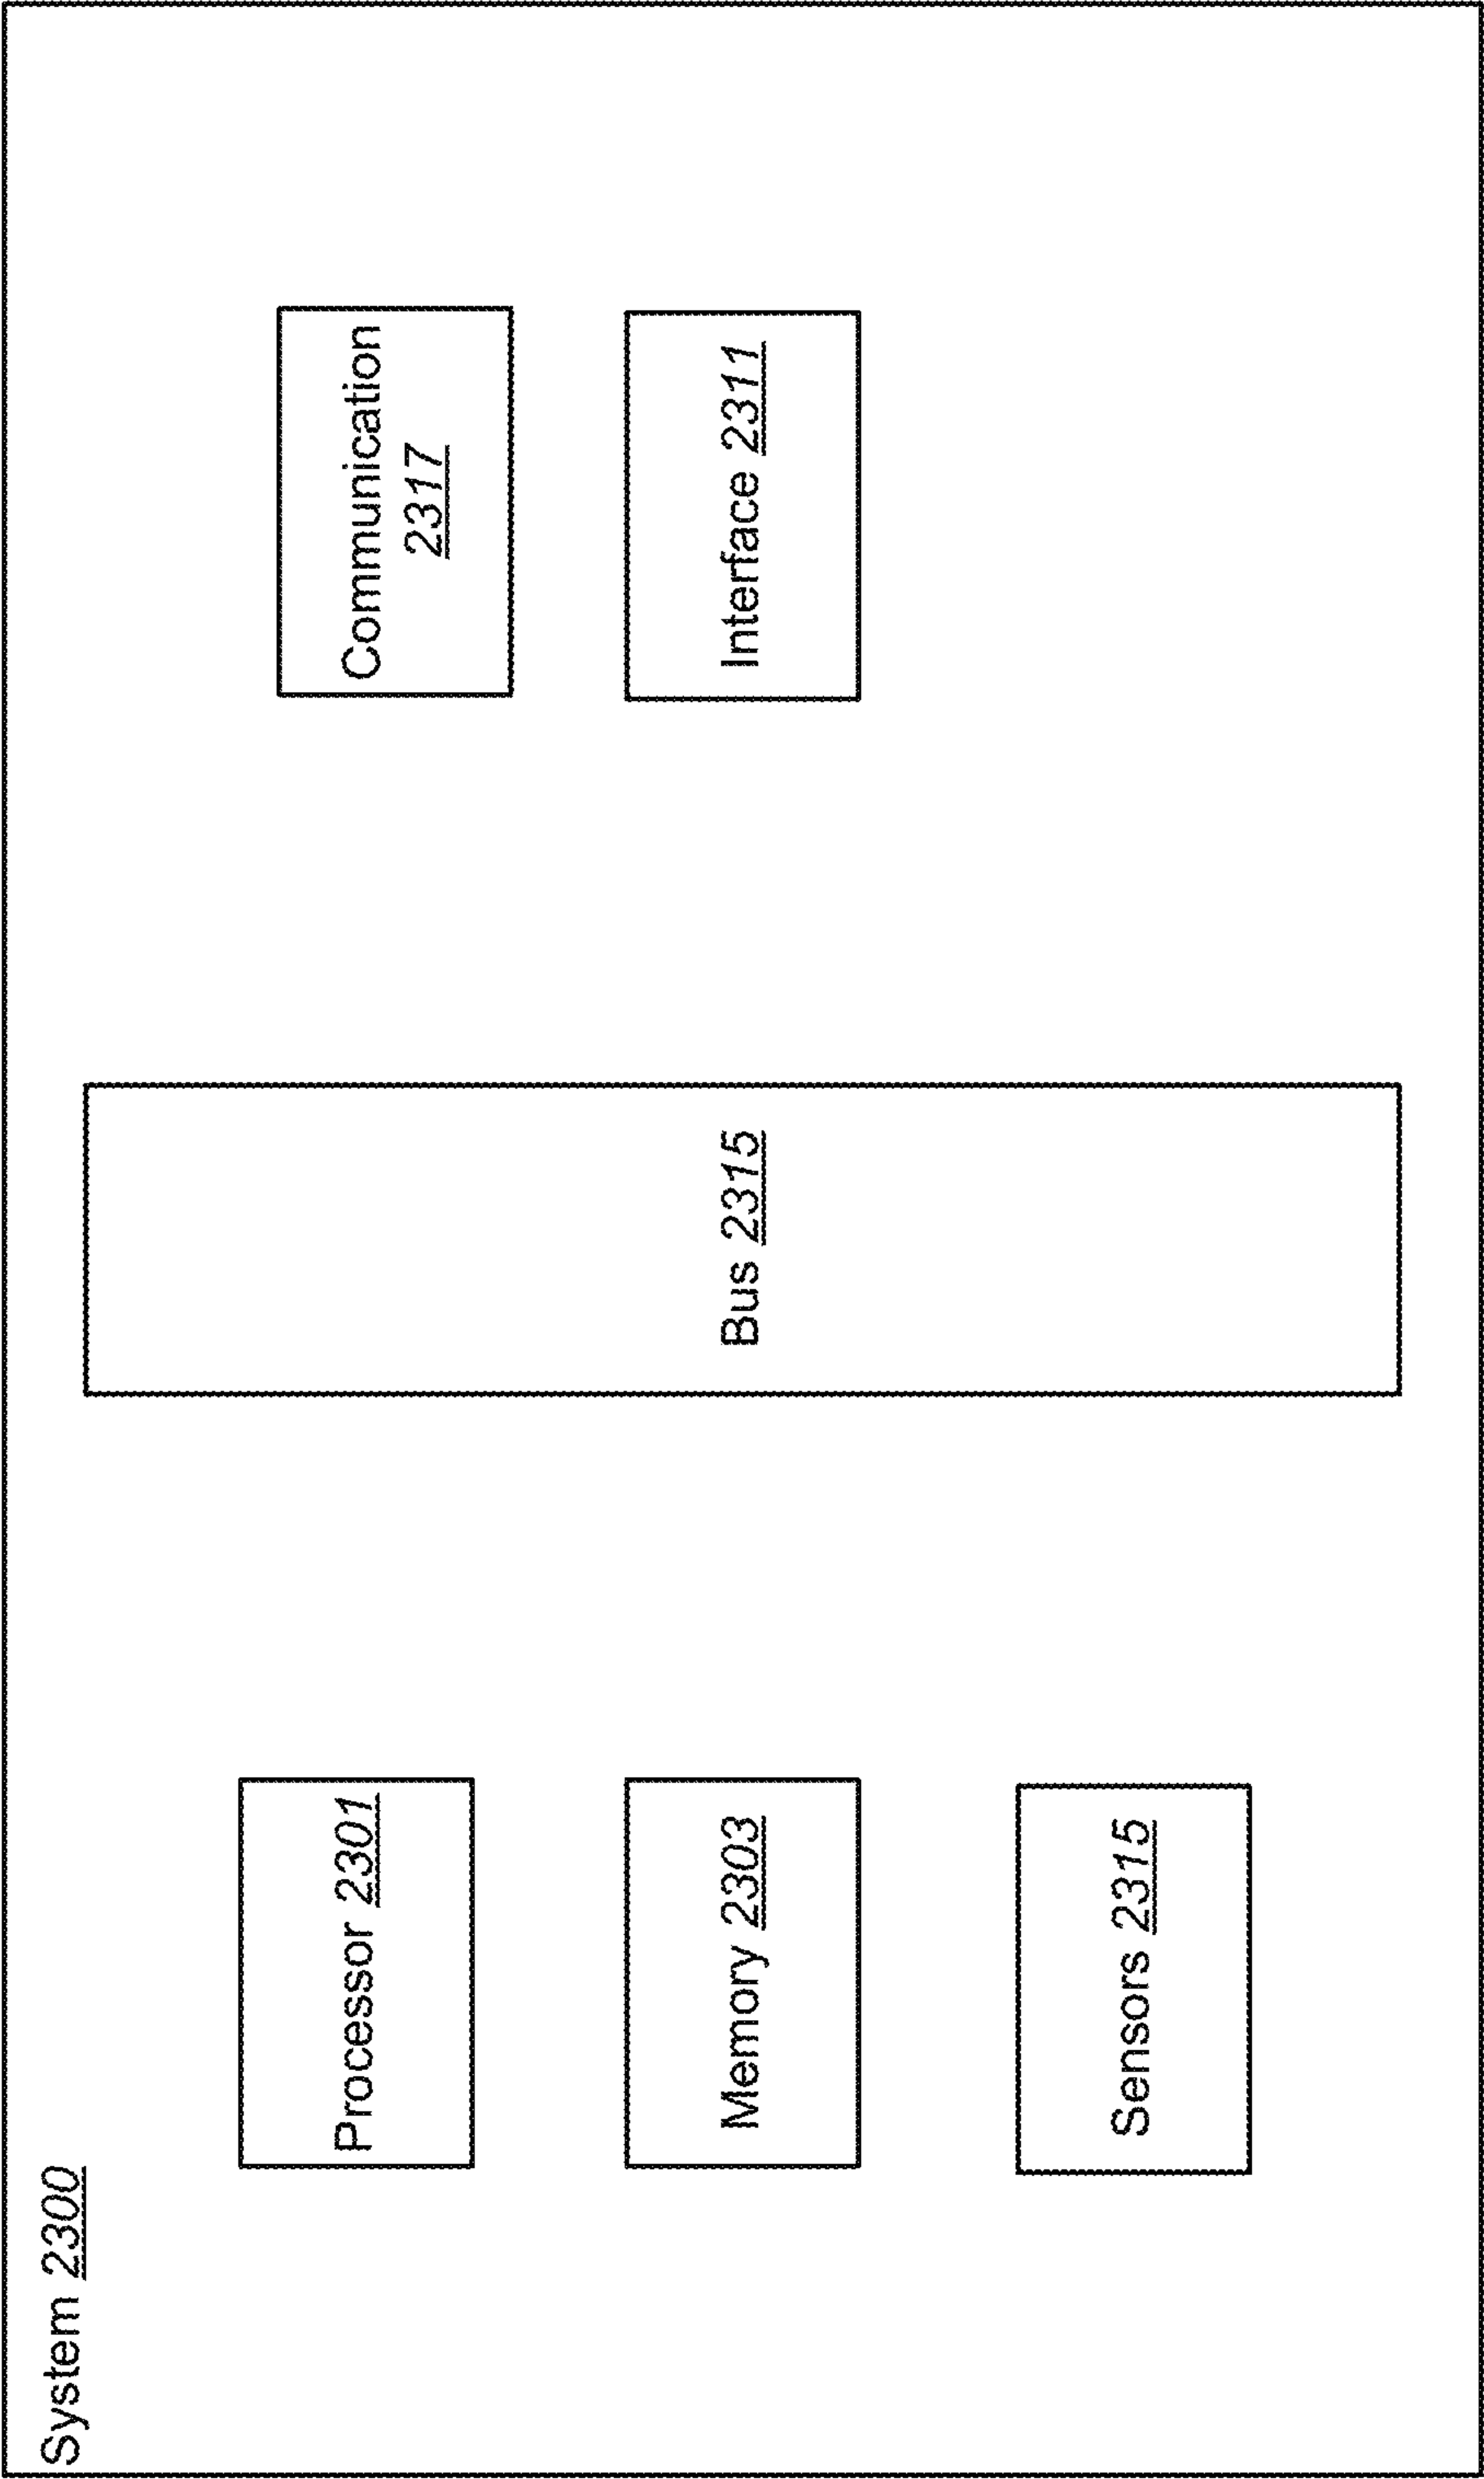 System 2300
Processor 2301
Memory 2303
Sensors 2315
Bus 2315
Communication
2317
Interface 2311